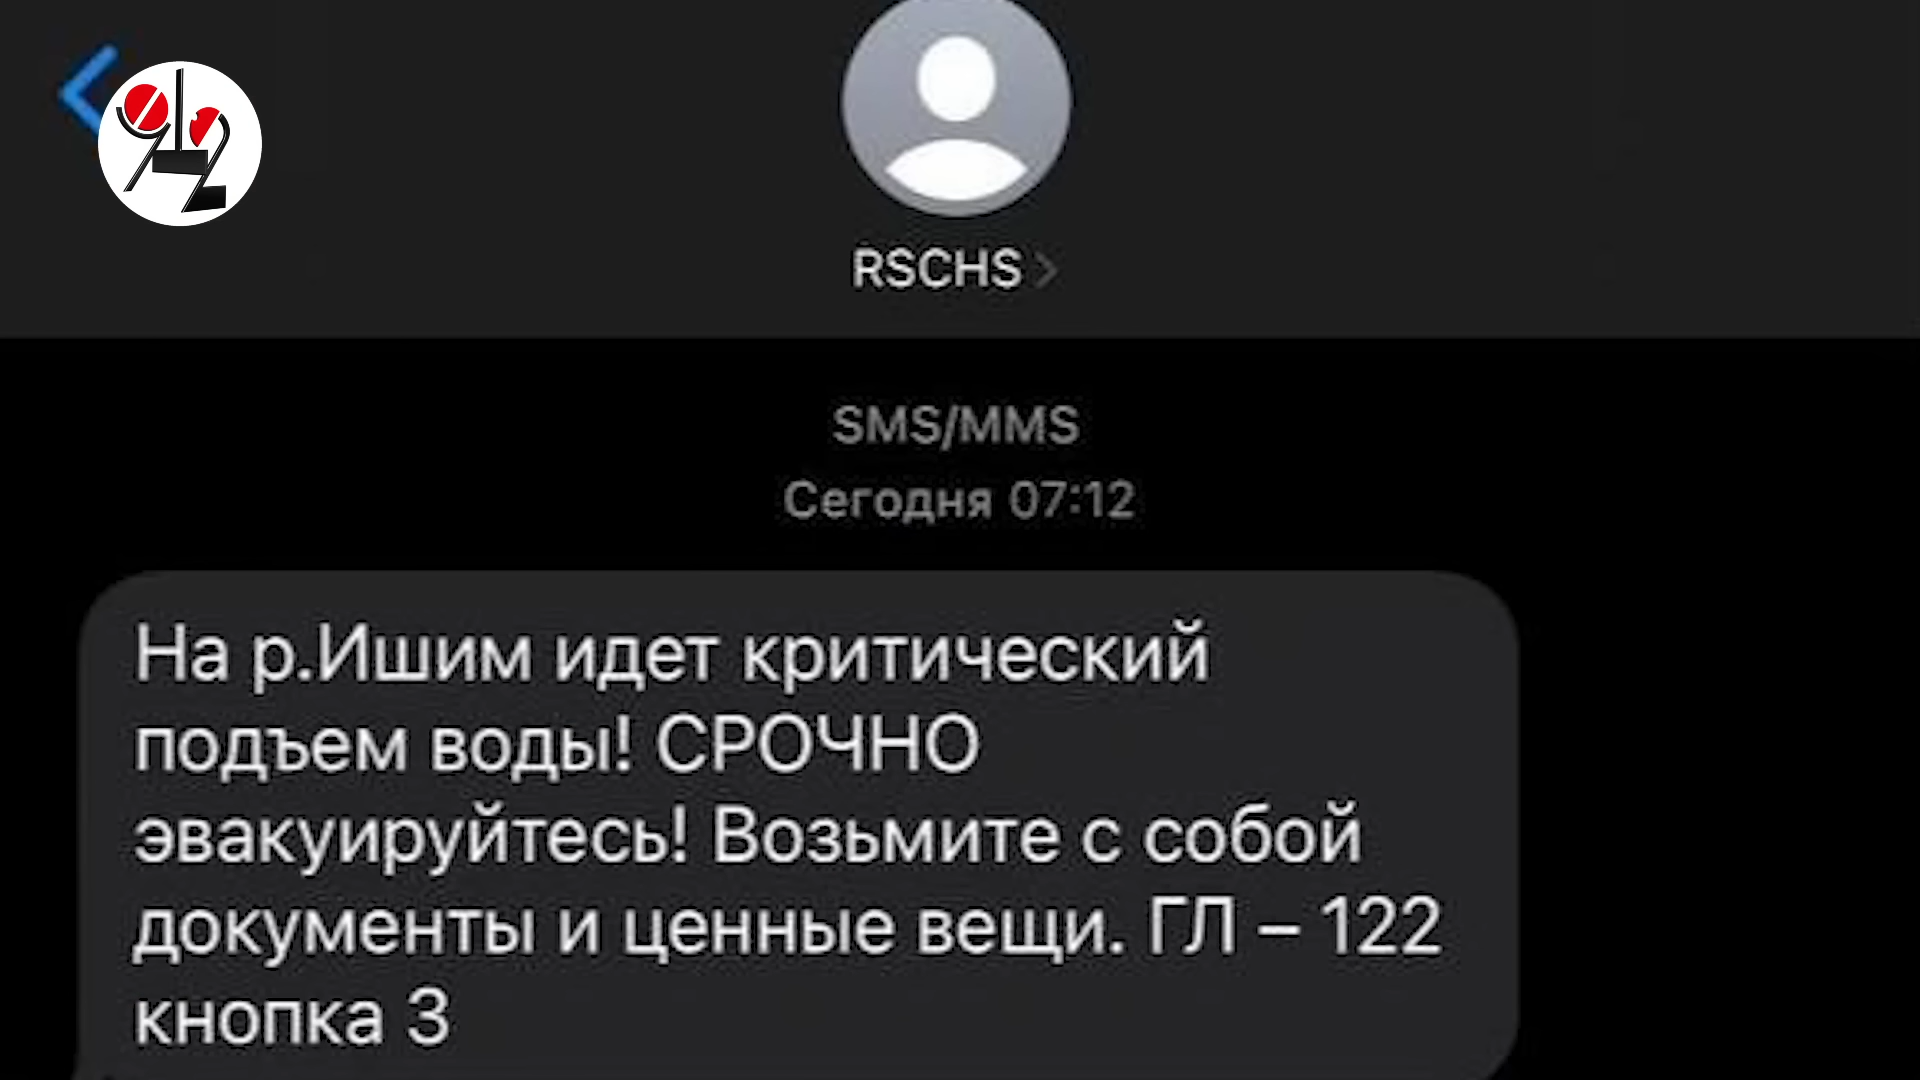 RSCHS
SMS/MMS
Сегодня 07:12
На р.Ишим идет критический
подъем воды! СРОЧНО
эвакуируйтесь! Возьмите с собой
документы и ценные вещи. ГЛ – 122
кнопка 3